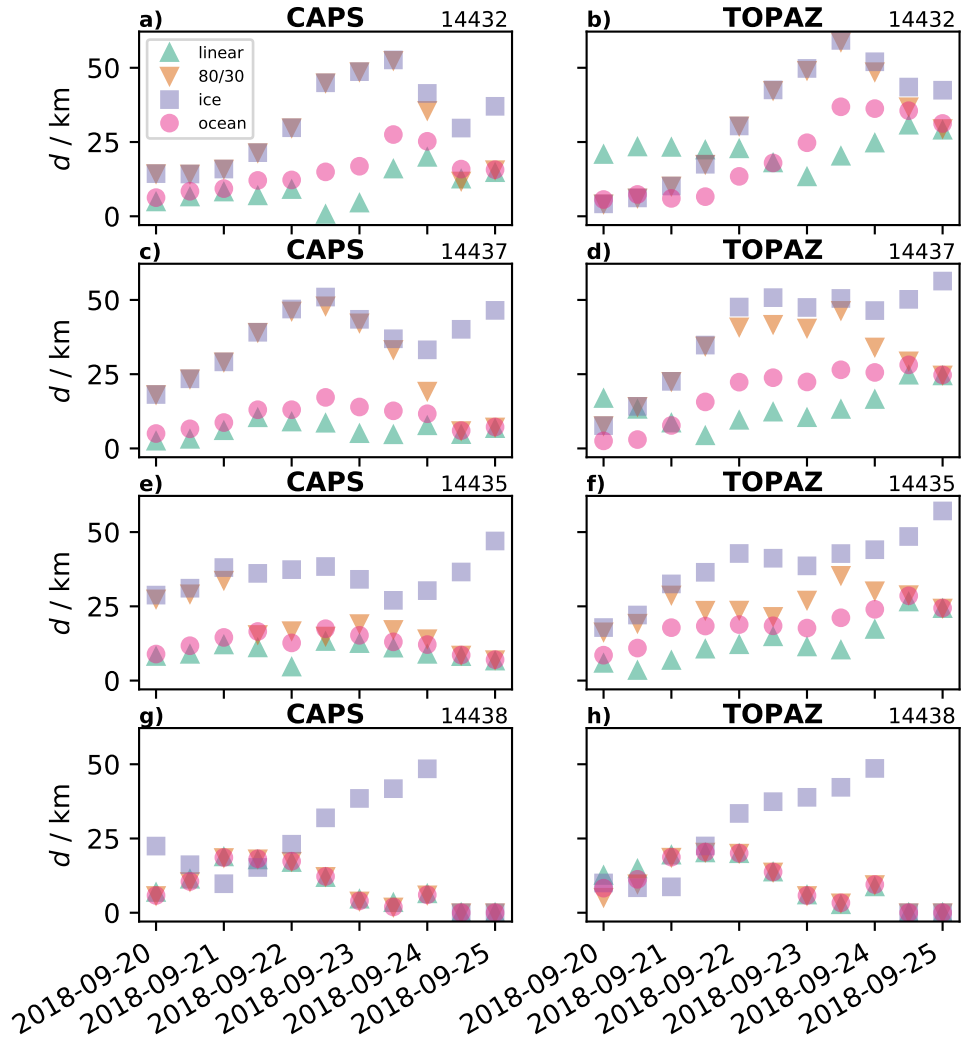 a) CAPS 14432
b) TOPAZ 14432
linear
80/30
ice
ocean
50
25
0
d / km
c) CAPS 14437
d) TOPAZ 14437
50
25
0
d / km
e) CAPS 14435
f) TOPAZ 14435
50
25
0
d / km
g) CAPS 14438
h) TOPAZ 14438
50
25
0
d / km
2018-09-20
2018-09-21
2018-09-22
2018-09-23
2018-09-24
2018-09-25
2018-09-20
2018-09-21
2018-09-22
2018-09-23
2018-09-24
2018-09-25